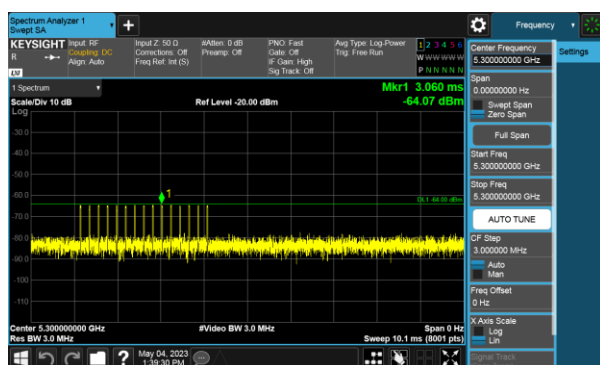 Spectrum Analyzer 1
Swept SA
Frequency
KEYSIGHT
Input: RF
Coupling: DC
Align: Auto
Input Z: 50 Ω
Corrections: Off
Freq Ref: Int (S)
#Atten: 0 dB
Preamp: Off
PNO: Fast
Gate: Off
IF Gain: High
Sig Track: Off
Avg Type: Log-Power
Trig: Free Run
1 2 3 4 5 6
W W W W W W
P N N N N N
R
LXI
1 Spectrum
Scale/Div 10 dB
Ref Level -20.00 dBm
Mkr1 3.060 ms
-64.07 dBm
Log
-30.0
-40.0
-50.0
-60.0
-70.0
-80.0
-90.0
-100
-110
1
DL1 -64.00 dBm
Center 5.300000000 GHz
Res BW 3.0 MHz
#Video BW 3.0 MHz
Span 0 Hz
Sweep 10.1 ms (8001 pts)
May 04, 2023
1:39:30 PM
Center Frequency
5.300000000 GHz
Settings
Span
0.00000000 Hz
Swept Span
Zero Span
Full Span
Start Freq
5.300000000 GHz
Stop Freq
5.300000000 GHz
AUTO TUNE
CF Step
3.000000 MHz
Auto
Man
Freq Offset
0 Hz
X Axis Scale
Log
Lin
Signal Track